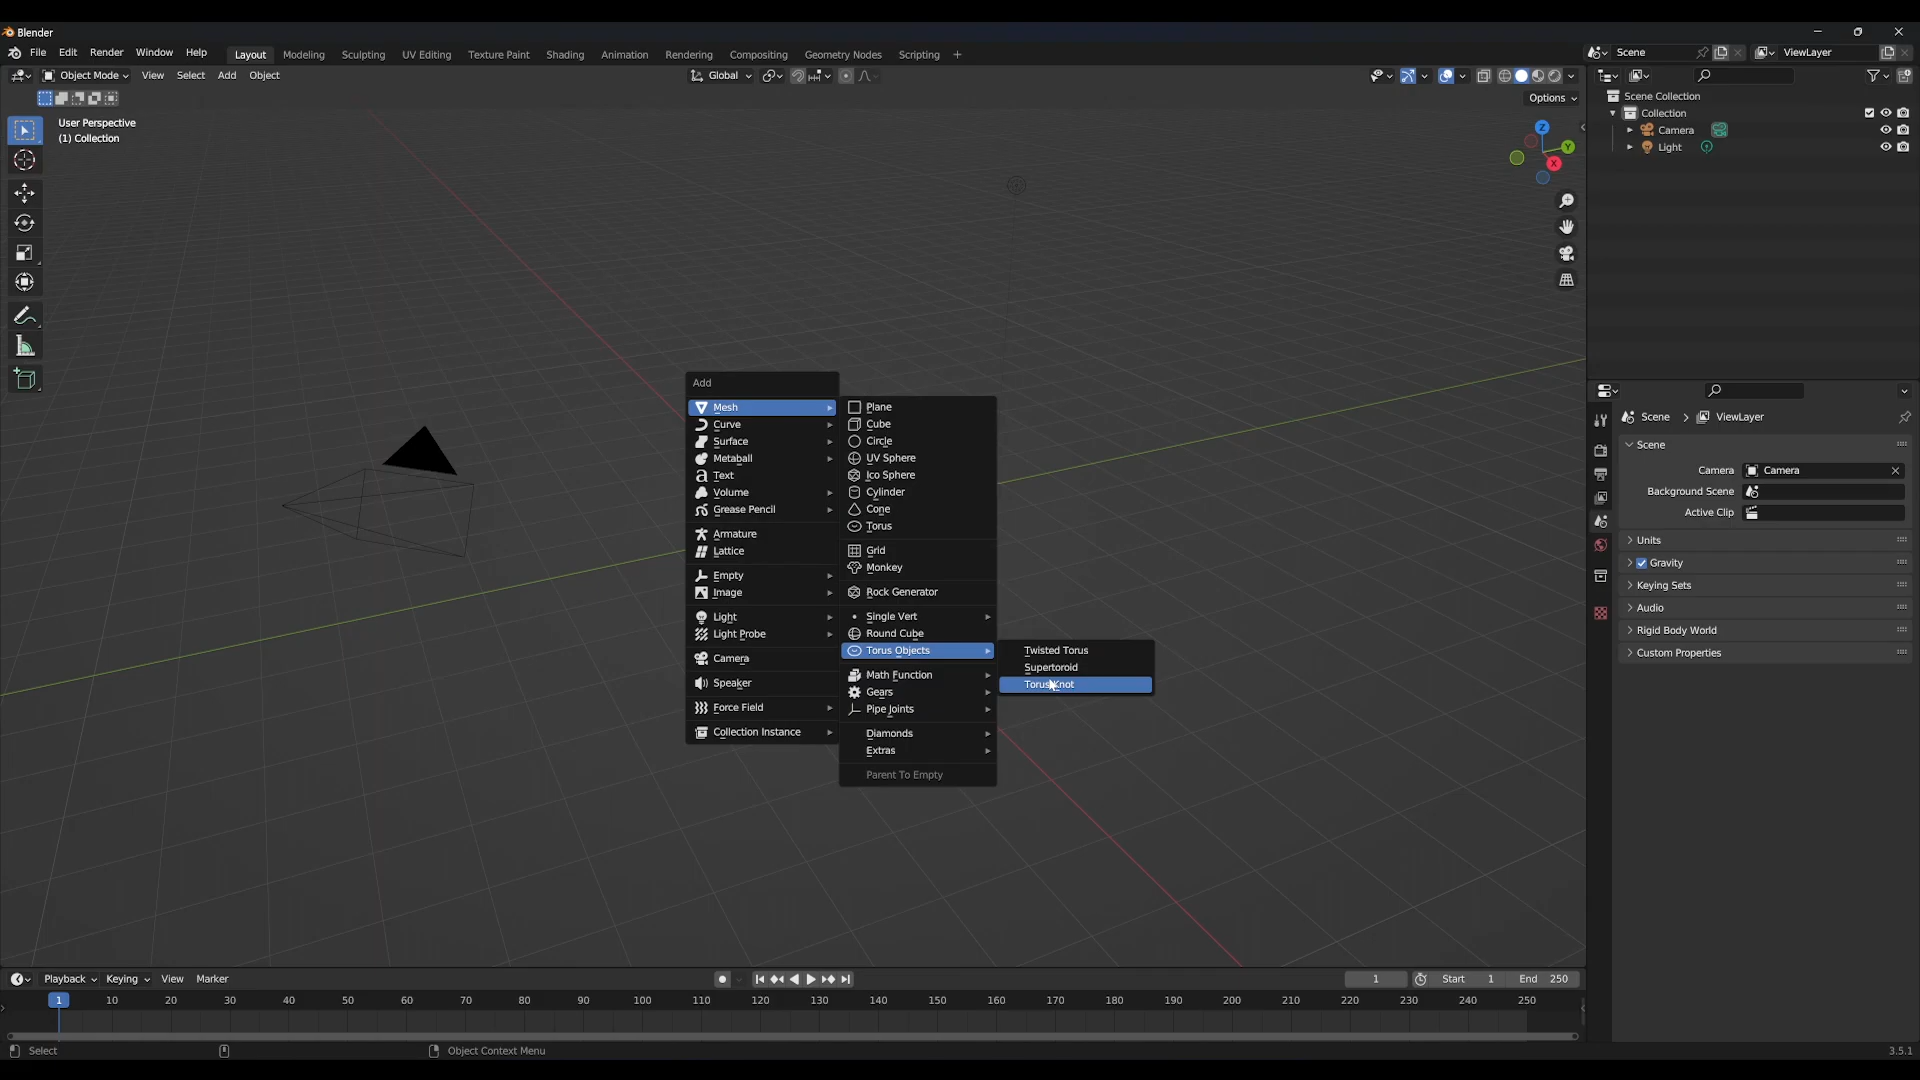 Blender
File Edit Render Window Help Layout Modeling Sculpting UV Editing Texture Paint Shading Animation Rendering Compositing Geometry Nodes Scripting + Scene ViewLayer
Object Mode View Select Add Object Global
Options
User Perspective
(1) Collection
Z
Y
X
Scene Collection
Collection
Camera
Light
Add
Mesh
Curve
Surface
Metaball
Text
Volume
Grease Pencil
Armature
Lattice
Empty
Image
Light
Light Probe
Camera
Speaker
Force Field
Collection Instance
Plane
Cube
Circle
UV Sphere
Ico Sphere
Cylinder
Cone
Torus
Grid
Monkey
Rock Generator
Single Vert
Round Cube
Torus Objects
Math Function
Gears
Pipe Joints
Diamonds
Extras
Parent To Empty
Twisted Torus
Supertoroid
Torus Knot
Scene ViewLayer
Scene
Camera Camera
Background Scene
Active Clip
Units
Gravity
Keying Sets
Audio
Rigid Body World
Custom Properties
Playback Keying View Marker 1 Start 1 End 250
1 10 20 30 40 50 60 70 80 90 100 110 120 130 140 150 160 170 180 190 200 210 220 230 240 250
Select Object Context Menu 3.5.1